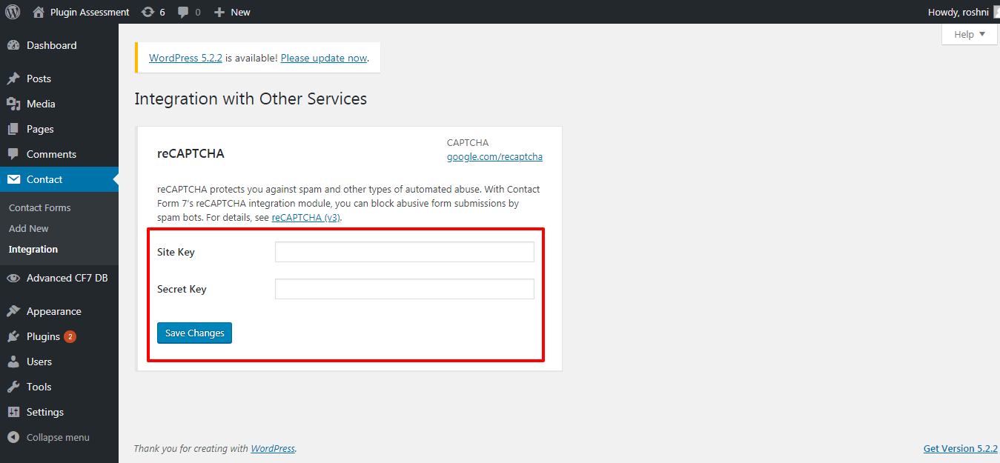 Plugin Assessment 6 0 New Howdy, roshni
Help
Dashboard
Posts
Media
Pages
Comments
Contact
Contact Forms
Add New
Integration
Advanced CF7 DB
Appearance
Plugins 2
Users
Tools
Settings
Collapse menu
WordPress 5.2.2 is available! Please update now.
Integration with Other Services
reCAPTCHA
CAPTCHA
google.com/recaptcha
reCAPTCHA protects you against spam and other types of automated abuse. With Contact
Form 7’s reCAPTCHA integration module, you can block abusive form submissions by
spam bots. For details, see reCAPTCHA (v3).
Site Key
Secret Key
Save Changes
Thank you for creating with WordPress.
Get Version 5.2.2